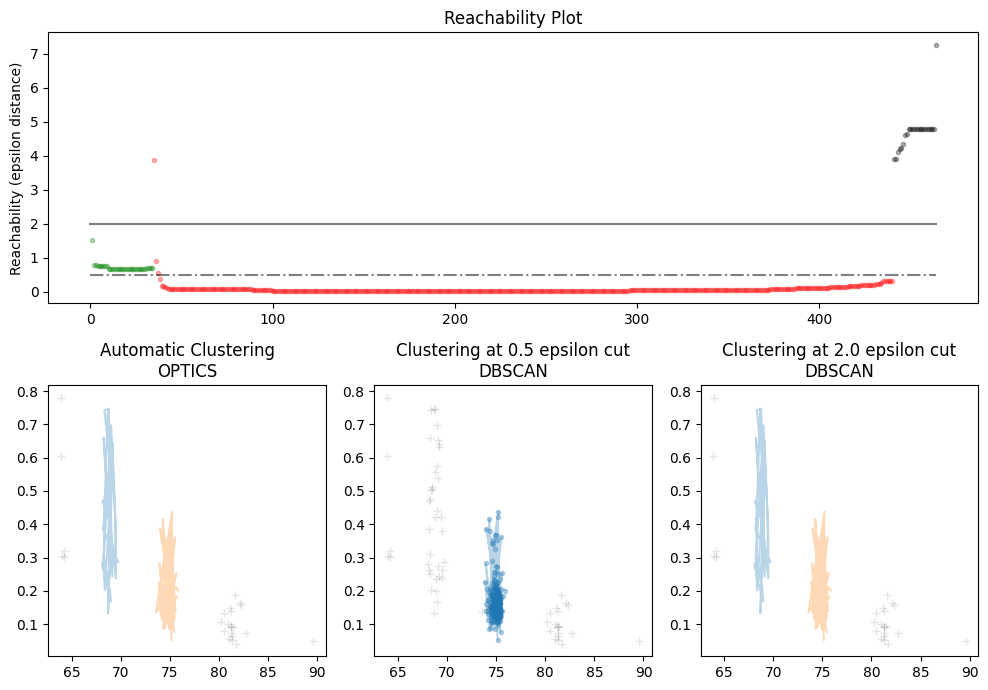 Reachability Plot
Reachability (epsilon distance)
7
6
5
4
3
2
1
0
0 100 200 300 400
Automatic Clustering
OPTICS
0.8
0.7
0.6
0.5
0.4
0.3
0.2
0.1
65 70 75 80 85 90
Clustering at 0.5 epsilon cut
DBSCAN
0.8
0.7
0.6
0.5
0.4
0.3
0.2
0.1
65 70 75 80 85 90
Clustering at 2.0 epsilon cut
DBSCAN
0.8
0.7
0.6
0.5
0.4
0.3
0.2
0.1
65 70 75 80 85 90